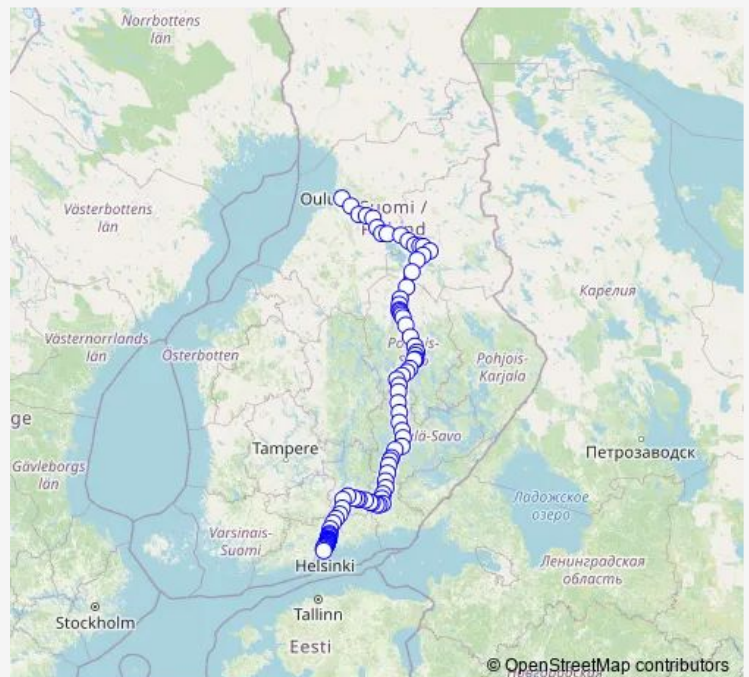 Norrbottens
län
Oulu
Suomi /
Västerbottens
län
Карелия
Västernorrlands
län
Österbotten
Pohjois-
Karjala
Tampere
Петрозаводск
Gävleborgs
län
Ладожское
озеро
Varsinais-
Suomi
Helsinki
Ленинградская
область
Tallinn
Stockholm
Eesti
© OpenStreetMap contributors